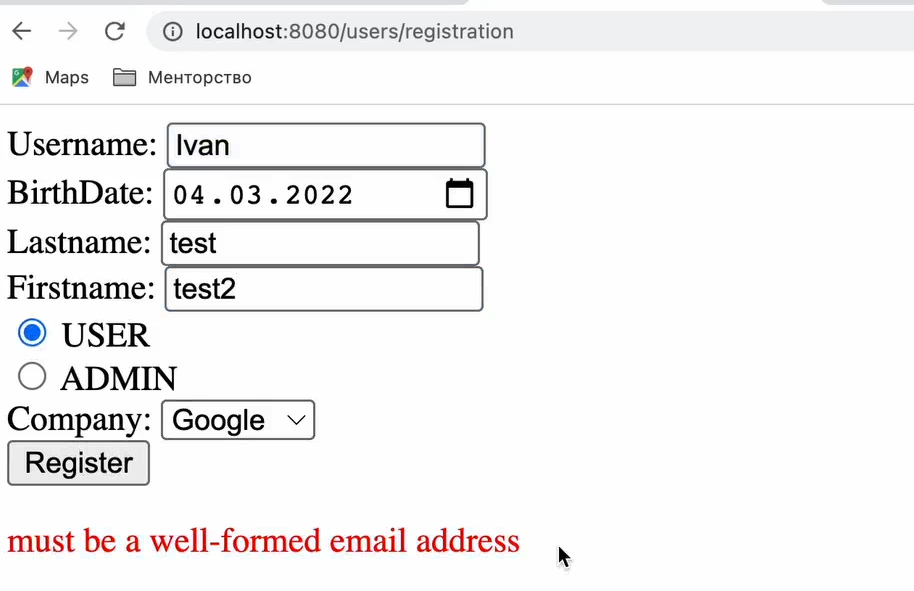 localhost:8080/users/registration
Maps Менторство
Username: Ivan
BirthDate: 04.03.2022
Lastname: test
Firstname: test2
USER
ADMIN
Company: Google
Register
must be a well-formed email address